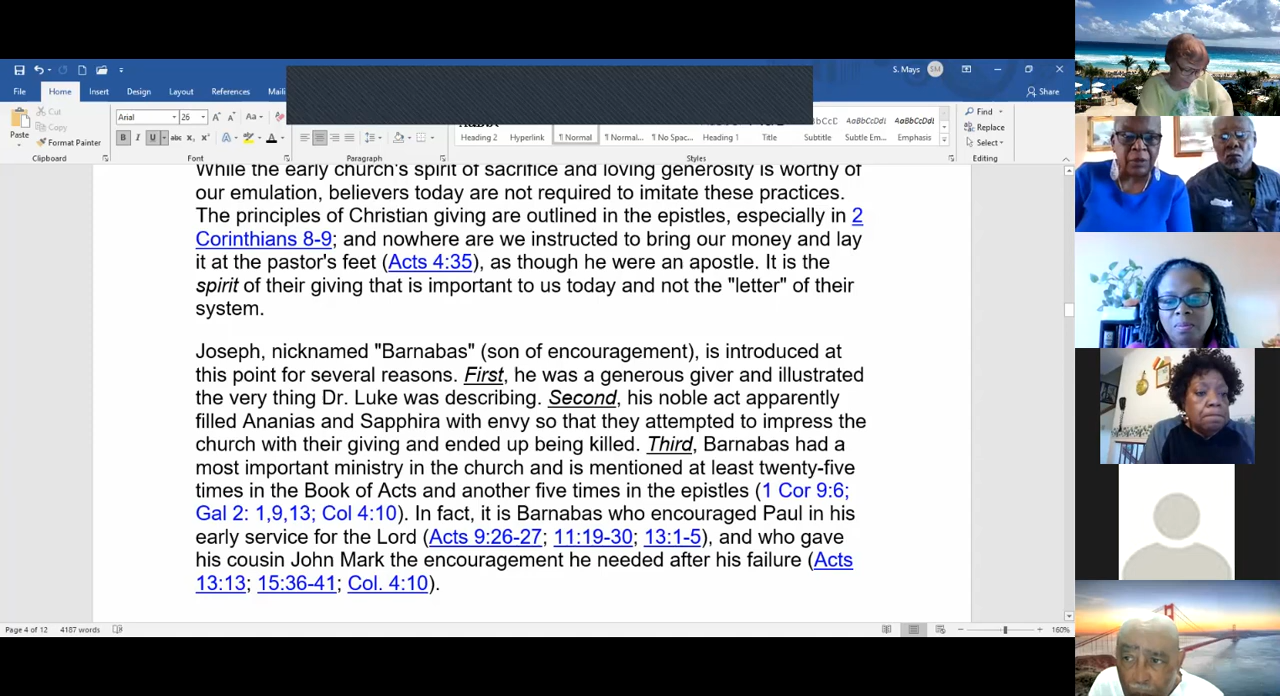 S. Mays SM
File Home Insert Design Layout References Share
Cut
Copy
Paste Format Painter
Clipboard
Arial 26 Aa
B I U abc X₂ X²
Font
Paragraph
Heading 2 Hyperlink ¶ Normal ¶ Normal... ¶ No Spac... Heading 1 Title Subtitle Subtle Em... Emphasis
AaBbCcDc AaBbCcDc
Styles
Find
Replace
Select
Editing
While the early church's spirit of sacrifice and loving generosity is worthy of
our emulation, believers today are not required to imitate these practices.
The principles of Christian giving are outlined in the epistles, especially in 2
Corinthians 8-9; and nowhere are we instructed to bring our money and lay
it at the pastor's feet (Acts 4:35), as though he were an apostle. It is the
spirit of their giving that is important to us today and not the "letter" of their
system.
Joseph, nicknamed "Barnabas" (son of encouragement), is introduced at
this point for several reasons. First, he was a generous giver and illustrated
the very thing Dr. Luke was describing. Second, his noble act apparently
filled Ananias and Sapphira with envy so that they attempted to impress the
church with their giving and ended up being killed. Third, Barnabas had a
most important ministry in the church and is mentioned at least twenty-five
times in the Book of Acts and another five times in the epistles (1 Cor 9:6;
Gal 2: 1,9,13; Col 4:10). In fact, it is Barnabas who encouraged Paul in his
early service for the Lord (Acts 9:26-27; 11:19-30; 13:1-5), and who gave
his cousin John Mark the encouragement he needed after his failure (Acts
13:13; 15:36-41; Col. 4:10).
Page 4 of 12 4187 words 160%